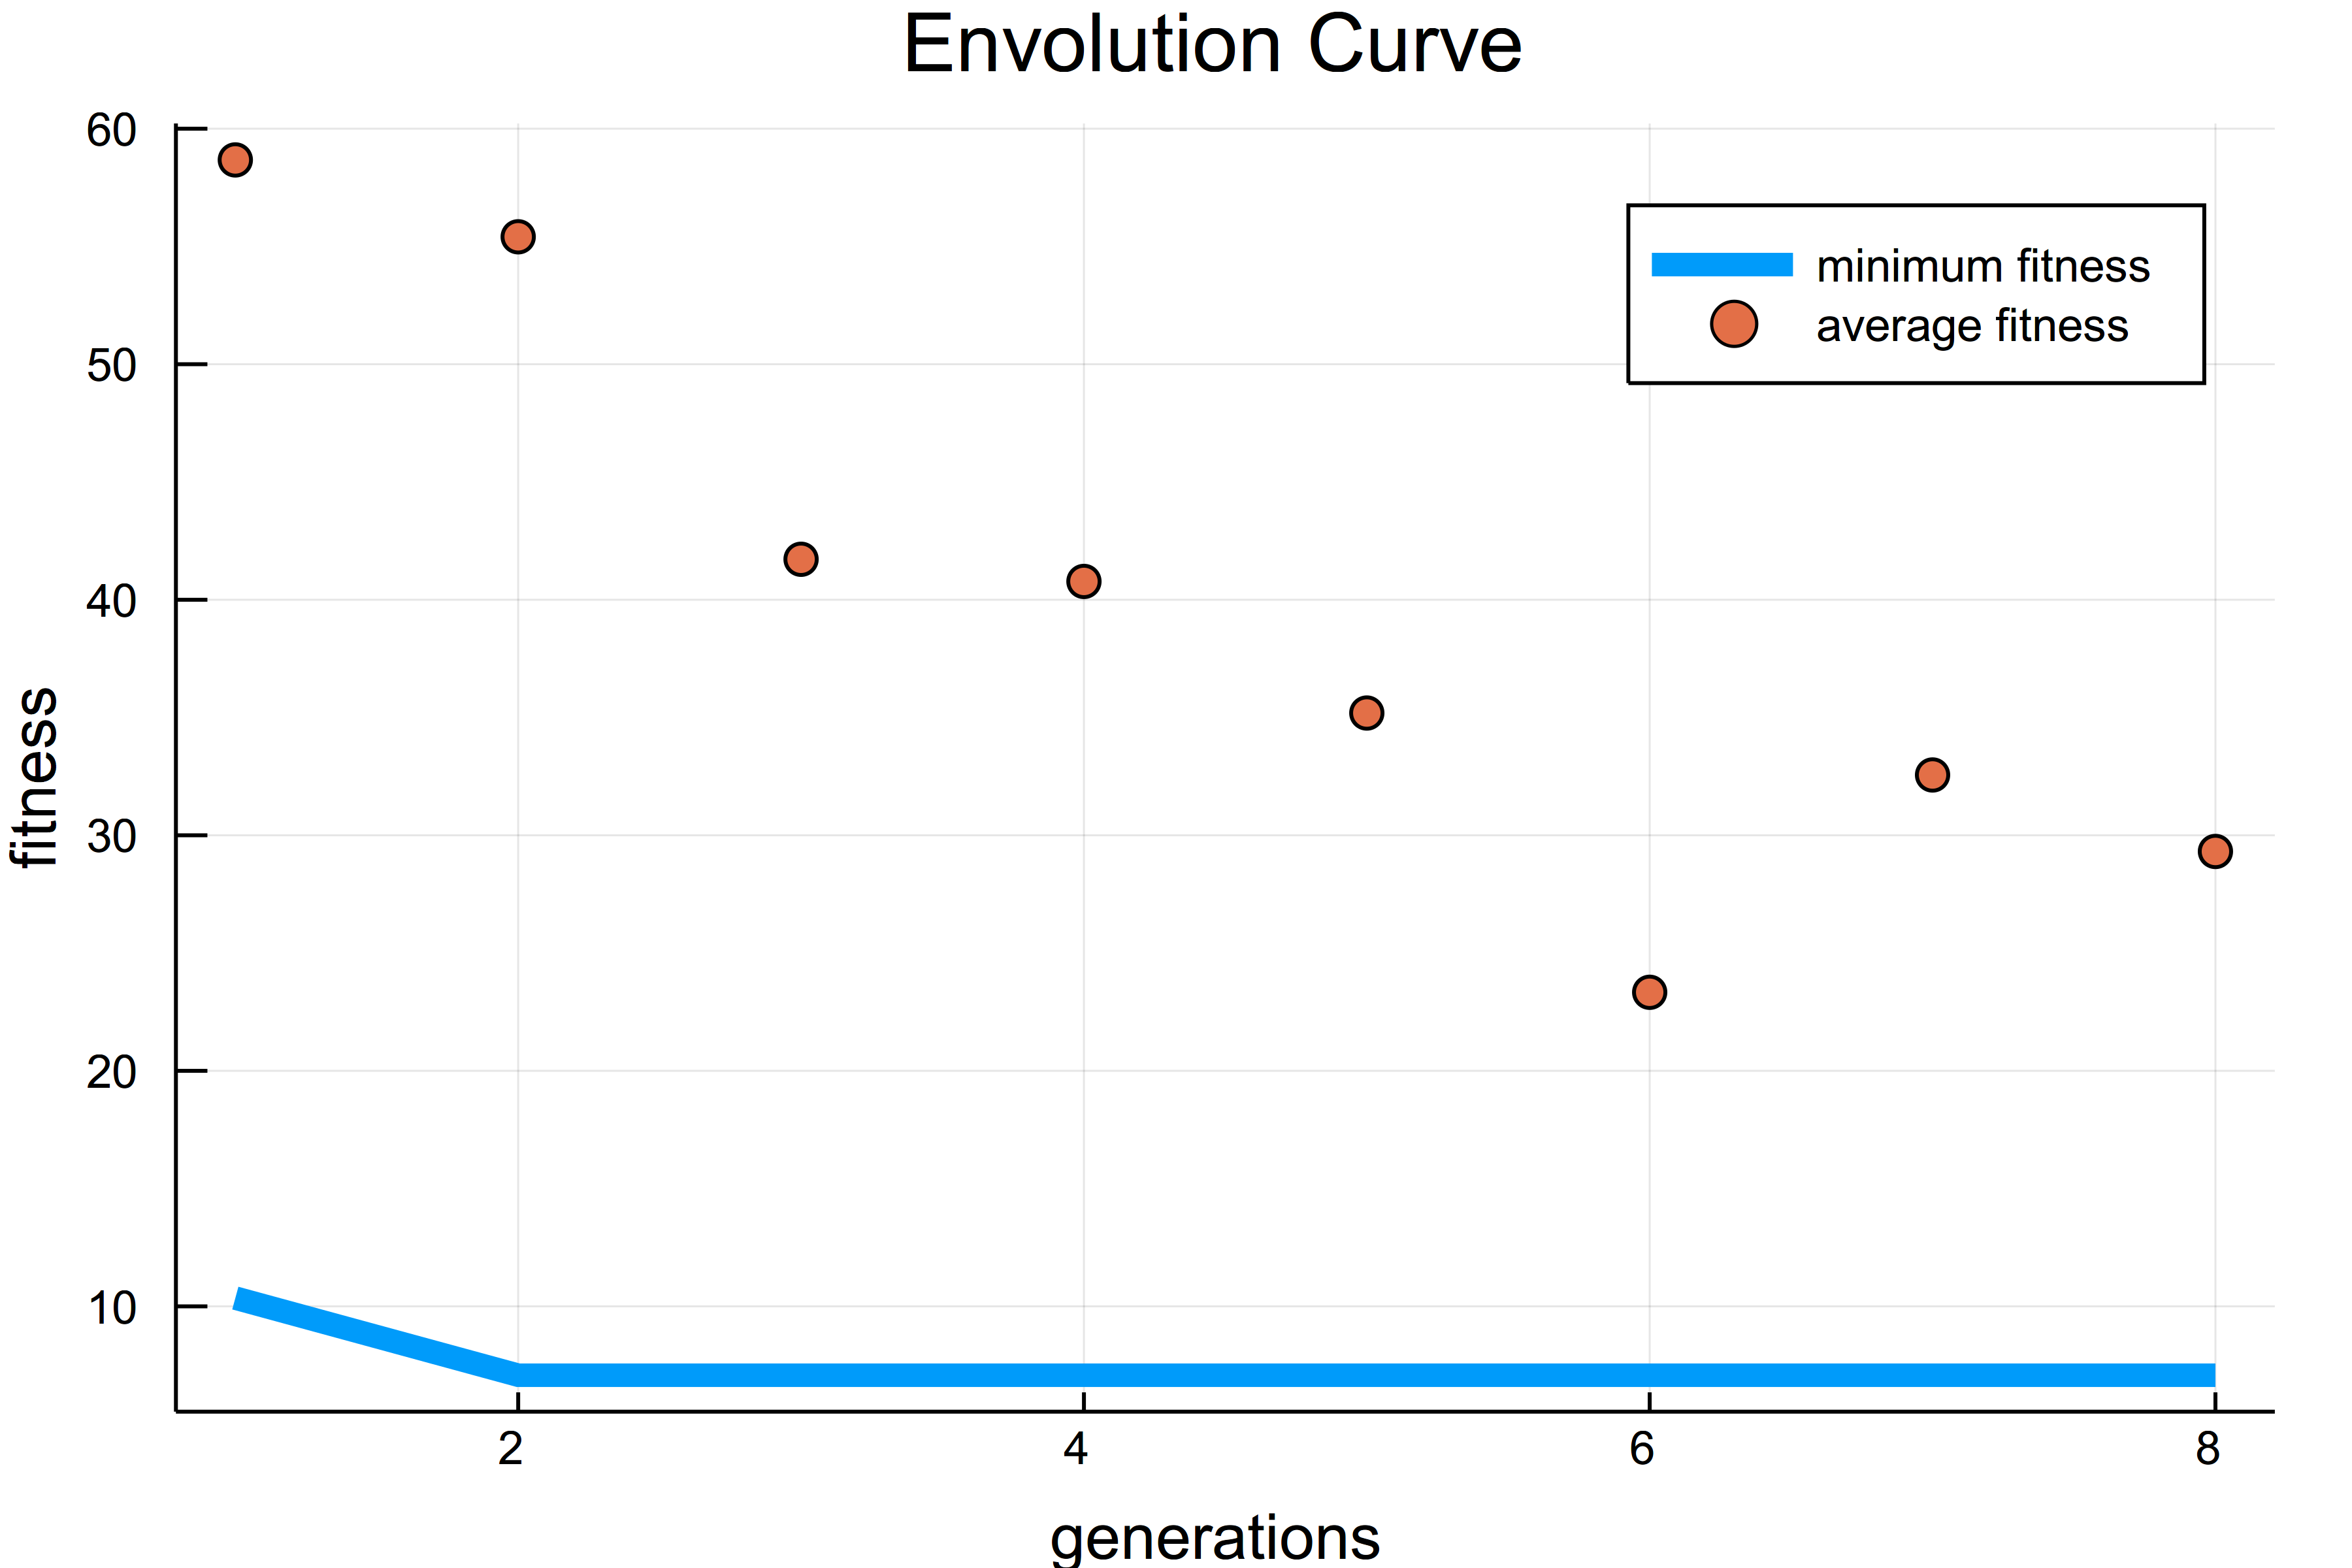 Envolution Curve
60
50
40
30
20
10
fitness
minimum fitness
average fitness
2 4 6 8
generations